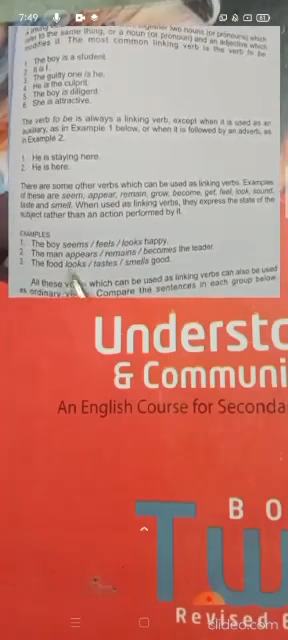 7:49
61
together two nouns (or pronouns) which
refer to the same thing, or a noun (or pronoun) and an adjective which
modifies it. The most common linking verb is the verb to be
1 The boy is a student.
2
3 The guilty one is he.
4 He is the culprit.
5 The boy is diligent.
6 She is attractive.
The verb to be is always a linking verb, except when it is used as an
auxiliary, as in Example 1 below, or when it is followed by an adverb, as
in Example 2.
1. He is staying here.
2. He is here.
There are some other verbs which can be used as linking verbs. Examples
of these are seem, appear, remain, grow, become, get, feel, look, sound,
taste and smell. When used as linking verbs, they express the state of the
subject rather than an action performed by it.
EXAMPLES
1. The boy seems / feels / looks happy.
2. The man appears / remains / becomes the leader.
3. The food looks / tastes / smells good.
All these which can be used as linking verbs can also be used
as ordinary Compare the sentences in each group below.
Understo
& Communi
An English Course for Seconda
B O
Tw
Revised E
slideo.com